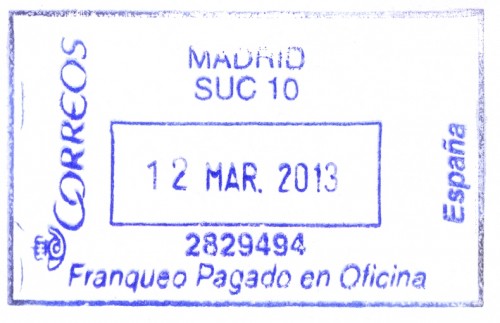 CORREOS
MADRID
SUC 10
12 MAR. 2013
2829494
Franqueo Pagado en Oficina
España